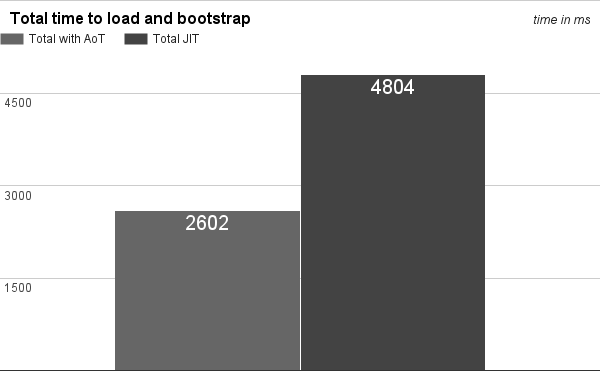 Total time to load and bootstrap
time in ms
Total with AoT
Total JIT
4500
4804
3000
2602
1500